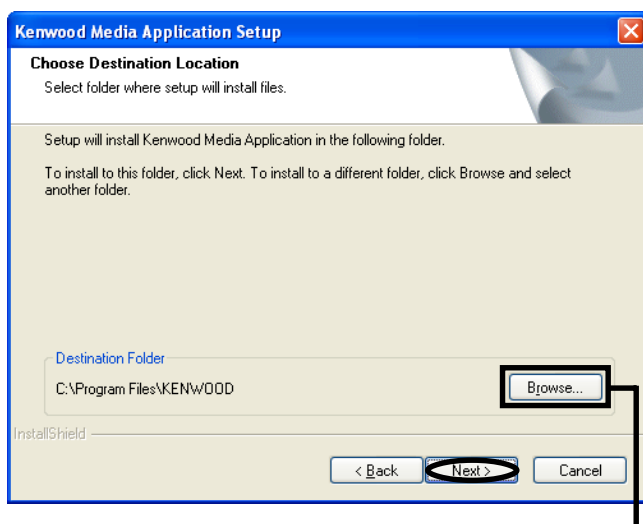 Kenwood Media Application Setup
Choose Destination Location
Select folder where setup will install files.
Setup will install Kenwood Media Application in the following folder.
To install to this folder, click Next. To install to a different folder, click Browse and select
another folder.
Destination Folder
C:\Program Files\KENWOOD
Browse...
InstallShield
< Back
Next >
Cancel